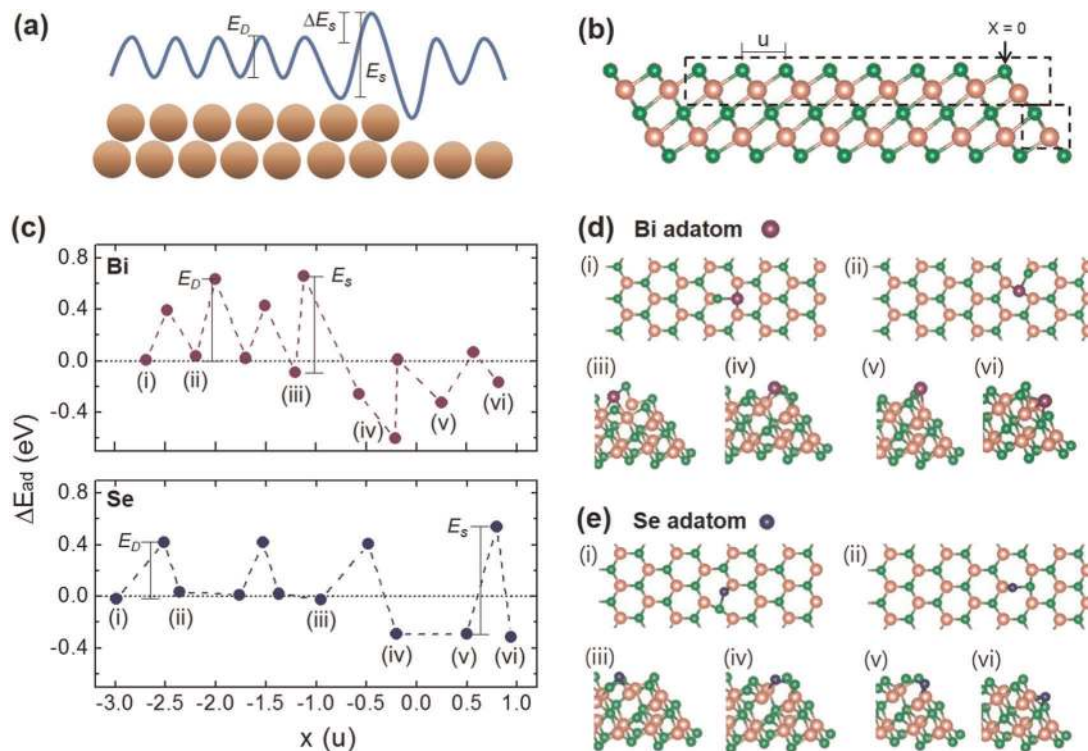 (a)
E_D
ΔE_s
E_s
(b)
u
X = 0
(c)
Bi
E_D
E_s
0.8
0.4
0.0
-0.4
(i)
(ii)
(iii)
(iv)
(v)
(vi)
ΔE_ad (eV)
Se
E_D
E_s
0.8
0.4
0.0
-0.4
(i)
(ii)
(iii)
(iv)
(v)
(vi)
-3.0 -2.5 -2.0 -1.5 -1.0 -0.5 0.0 0.5 1.0
x (u)
(d) Bi adatom
(i) (ii)
(iii) (iv) (v) (vi)
(e) Se adatom
(i) (ii)
(iii) (iv) (v) (vi)